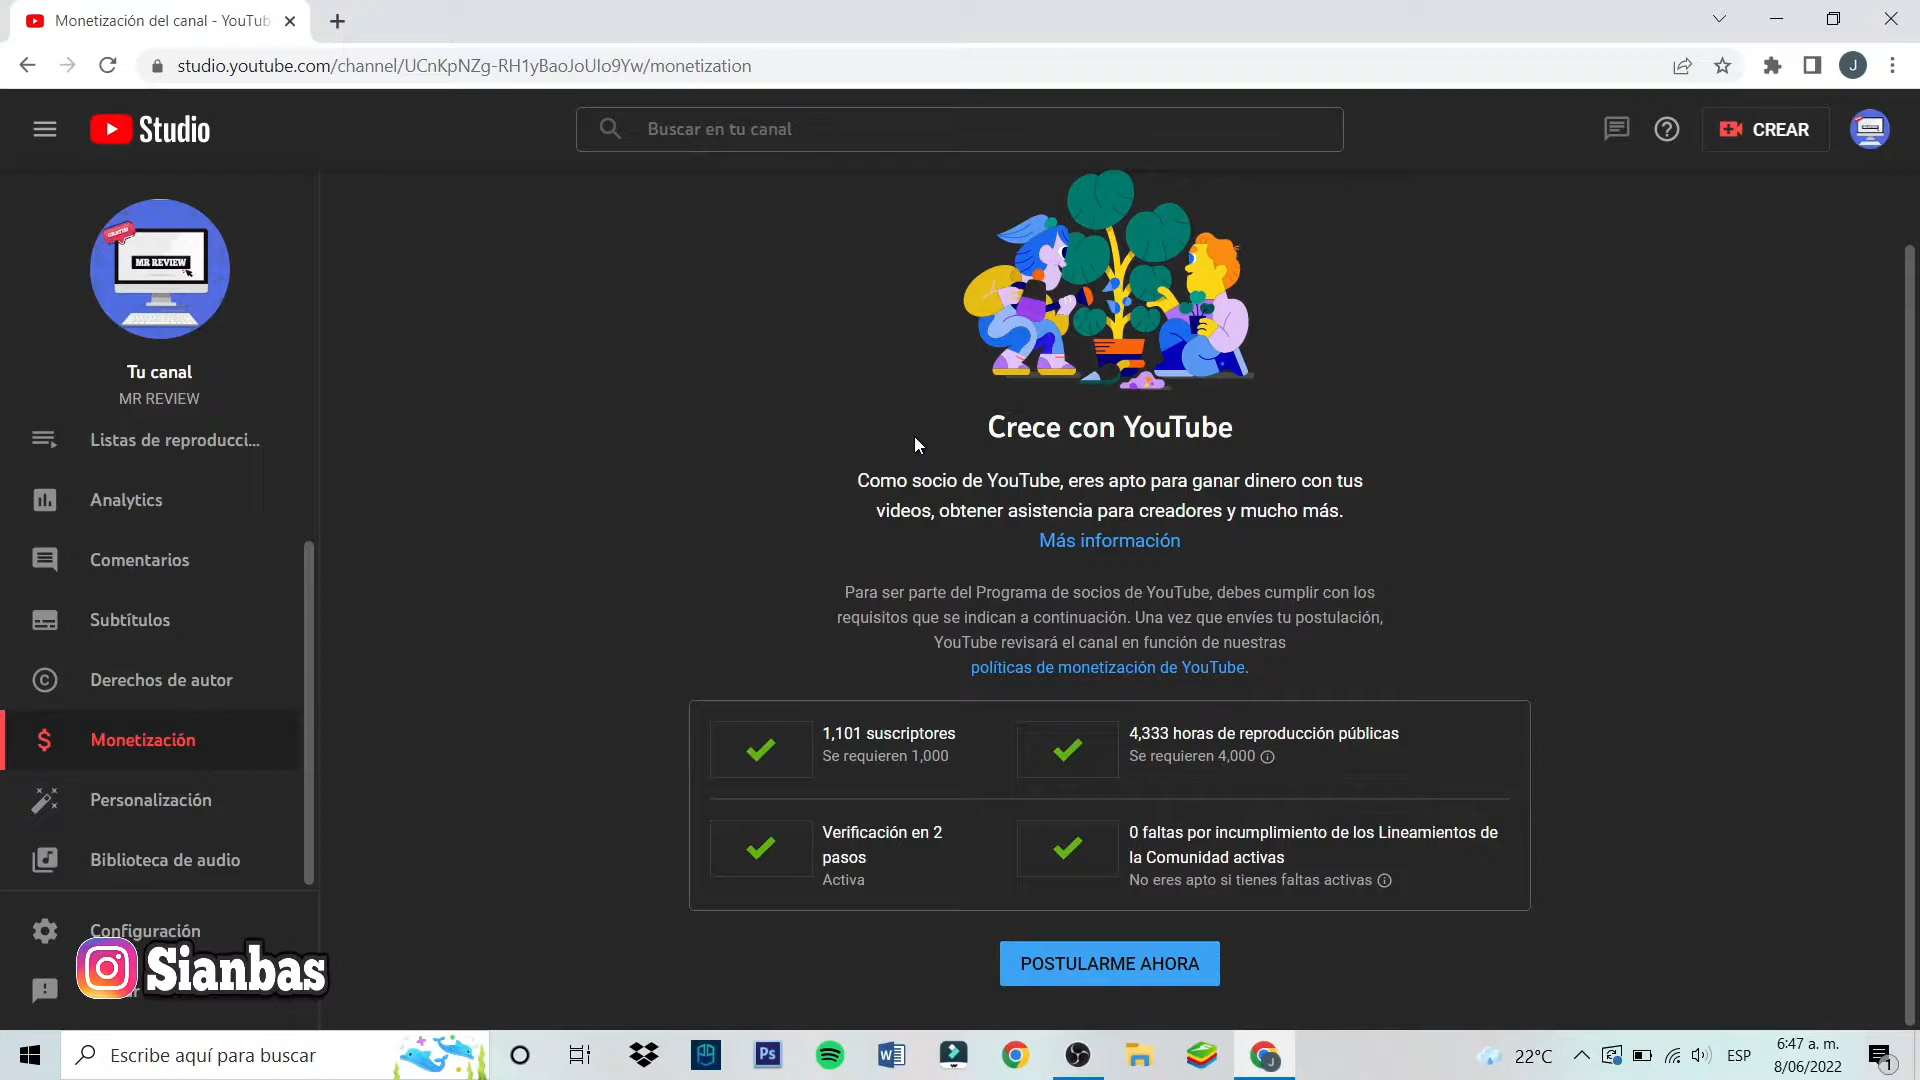 Monetización del canal - YouTub
studio.youtube.com/channel/UCnKpNZg-RH1yBaoJoUIo9Yw/monetization
Studio
Buscar en tu canal
CREAR
GRATIS!
MR REVIEW
Tu canal
MR REVIEW
Listas de reproducci...
Analytics
Comentarios
Subtítulos
Derechos de autor
Monetización
Personalización
Biblioteca de audio
Configuración
Sianbas
Crece con YouTube
Como socio de YouTube, eres apto para ganar dinero con tus
videos, obtener asistencia para creadores y mucho más.
Más información
Para ser parte del Programa de socios de YouTube, debes cumplir con los
requisitos que se indican a continuación. Una vez que envíes tu postulación,
YouTube revisará el canal en función de nuestras
políticas de monetización de YouTube.
1,101 suscriptores
Se requieren 1,000
4,333 horas de reproducción públicas
Se requieren 4,000
Verificación en 2
pasos
Activa
0 faltas por incumplimiento de los Lineamientos de
la Comunidad activas
No eres apto si tienes faltas activas
POSTULARME AHORA
Escribe aquí para buscar
22°C
ESP
6:47 a. m.
8/06/2022
1